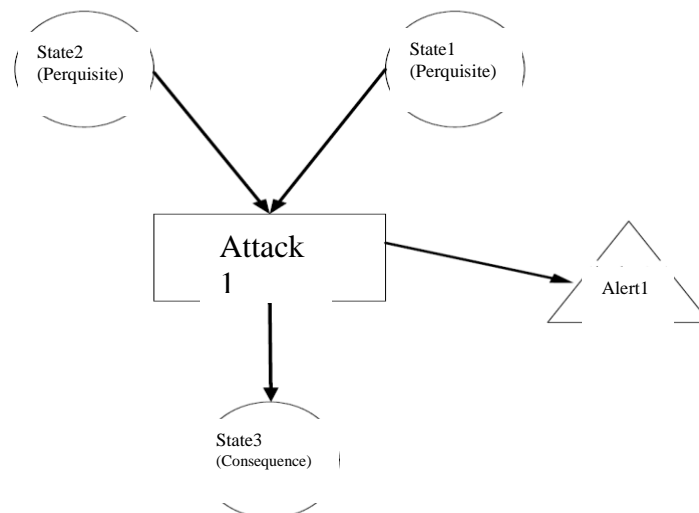 State2
(Perquisite)
State1
(Perquisite)
Attack
1
Alert1
State3
(Consequence)